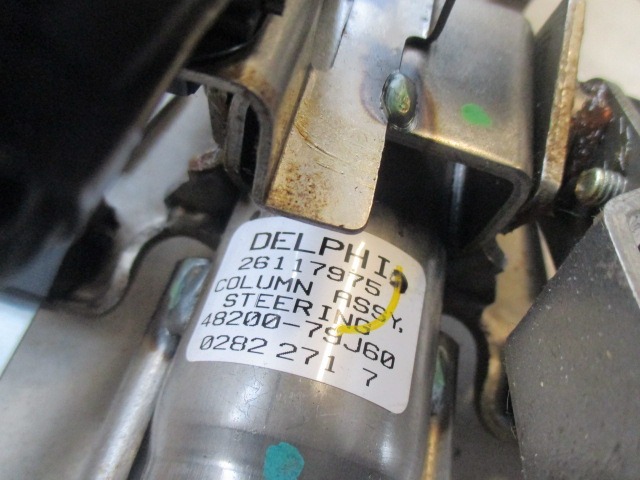 DELPHI
26117975
COLUMN ASSY,
STEERING
48200-79J60
0282 271 7